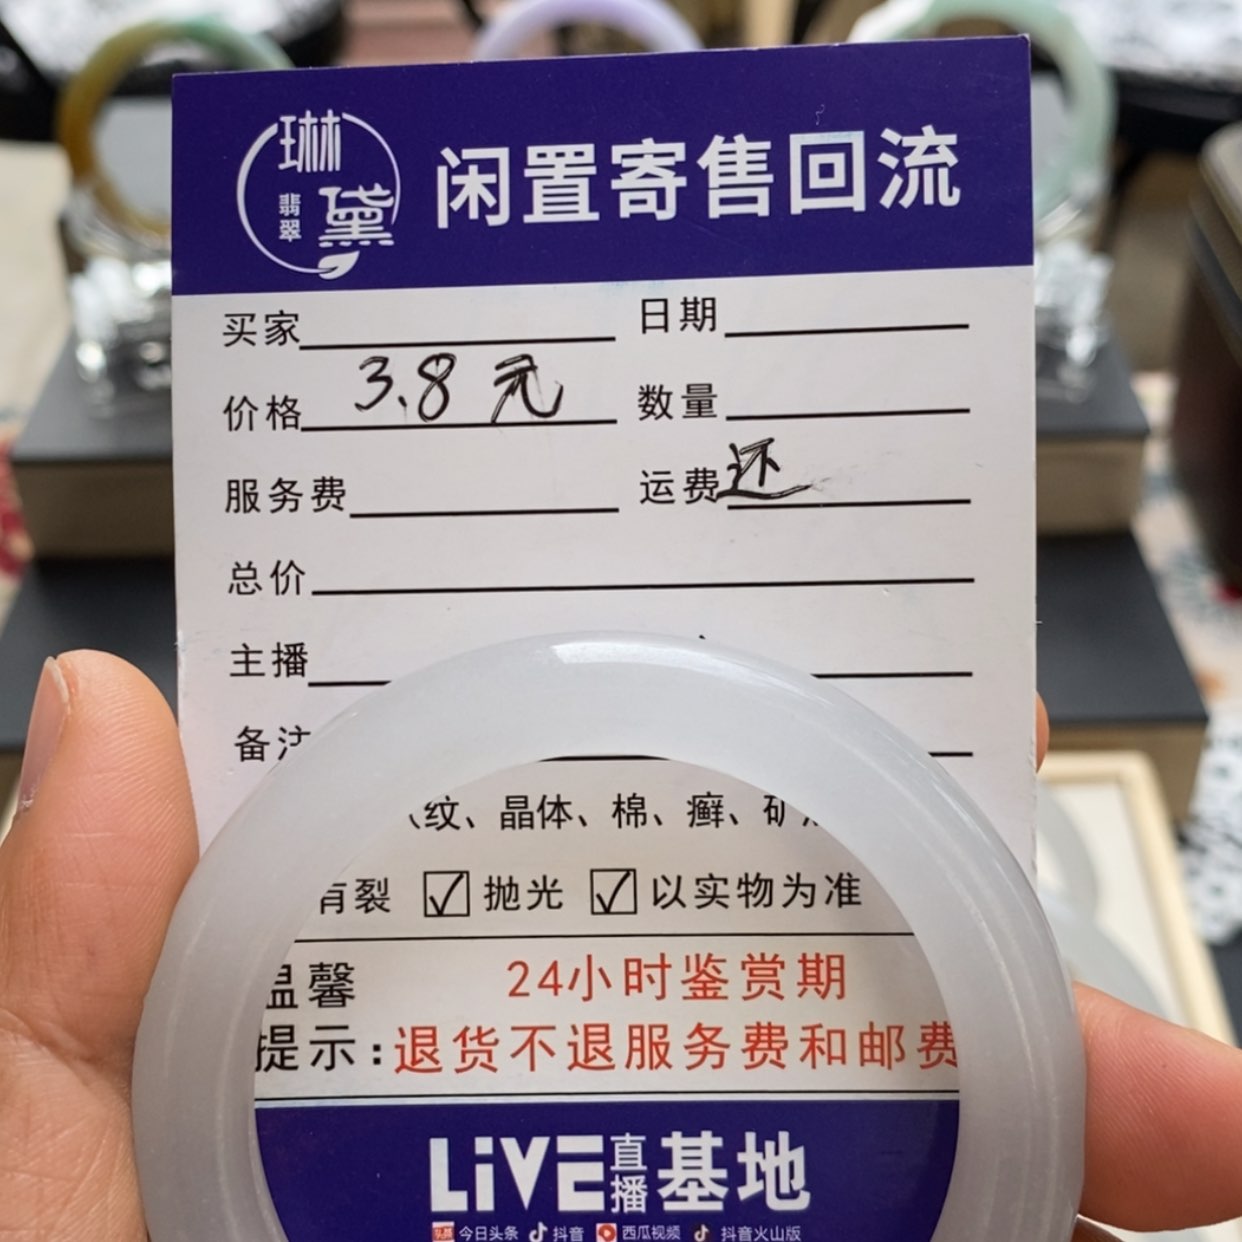 琳黛
翡翠
闲置寄售回流
买家 日期
价格 3.8元 数量
服务费 运费 还
总价
主播
备注
纹、晶体、棉、癣、矿
有裂 ☑ 抛光 ☑ 以实物为准
温馨 24小时鉴赏期
提示:退货不退服务费和邮费
LiVE直播基地
头条 今日头条 抖音 西瓜视频 抖音火山版